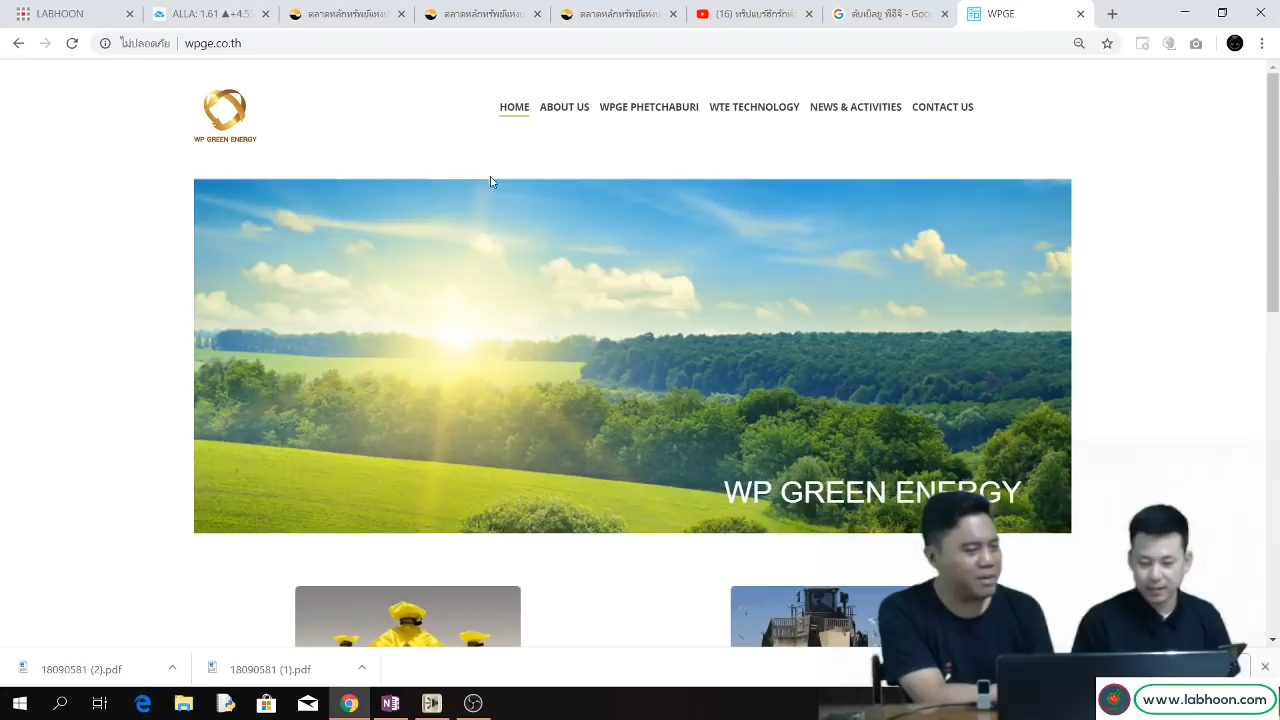 LABHOON
ALLA: 1.61 ▲+4.55
ตลาดหลักทรัพย์แห่ง
ตลาดหลักทรัพย์แห่ง
ตลาดหลักทรัพย์แห่ง
WPGE
ไม่ปลอดภัย
wpge.co.th
WP GREEN ENERGY
HOME
ABOUT US
WPGE PHETCHABURI
WTE TECHNOLOGY
NEWS & ACTIVITIES
CONTACT US
WP GREEN ENERGY
18090581 (2).pdf
18090581 (1).pdf
www.labhoon.com